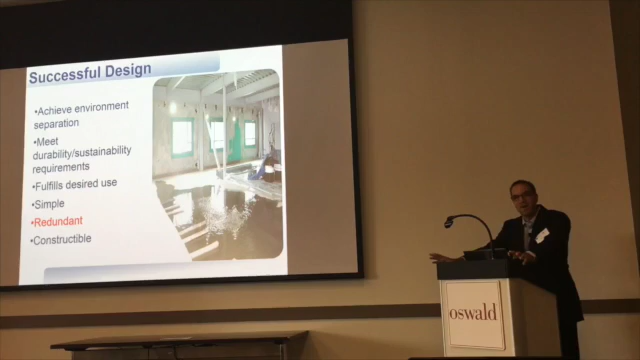 Successful Design
•Achieve environment
separation
•Meet
durability/sustainability
requirements
•Fulfills desired use
•Simple
•Redundant
•Constructible
oswald